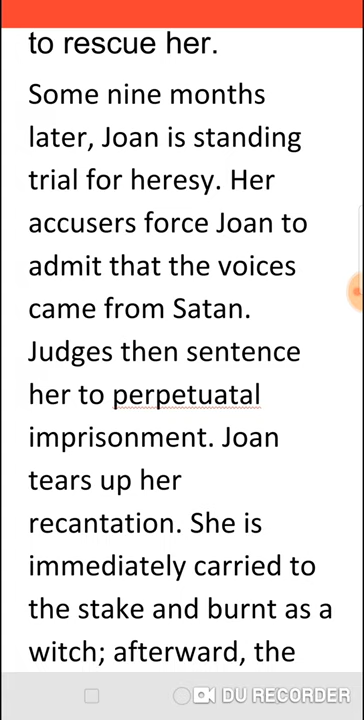 to rescue her.
Some nine months
later, Joan is standing
trial for heresy. Her
accusers force Joan to
admit that the voices
came from Satan.
Judges then sentence
her to perpetuatal
imprisonment. Joan
tears up her
recantation. She is
immediately carried to
the stake and burnt as a
witch; afterward, the
DU RECORDER